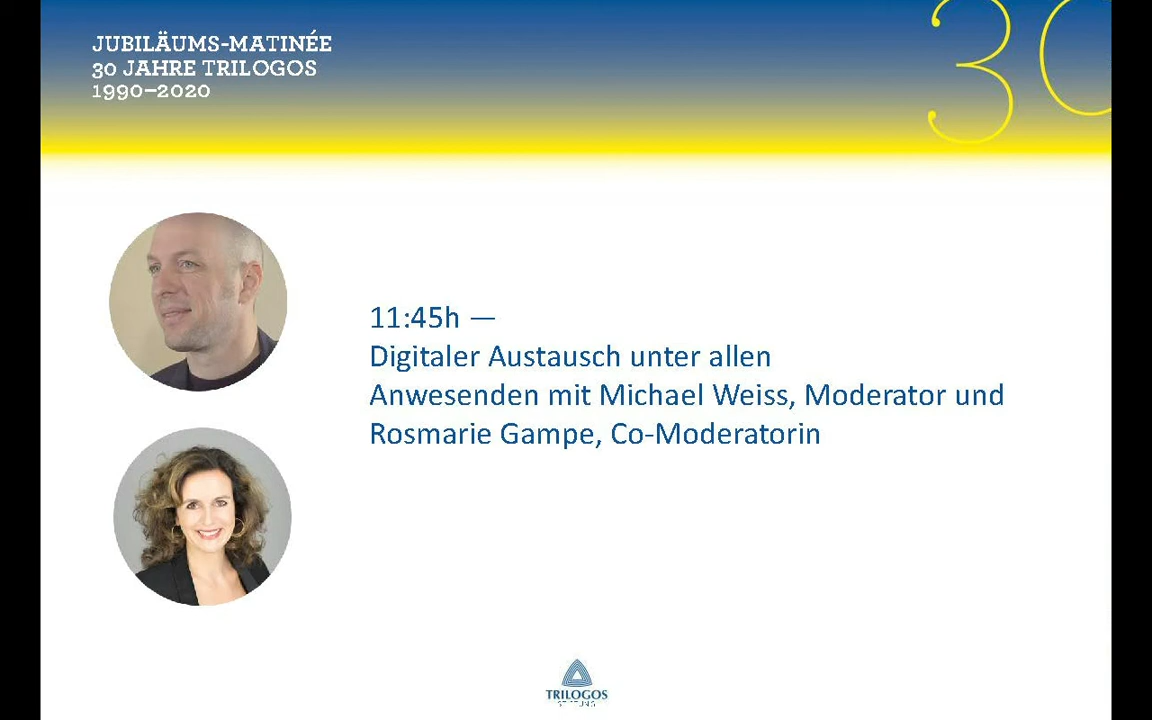 JUBILÄUMS-MATINÉE
30 JAHRE TRILOGOS
1990–2020
30
11:45h —
Digitaler Austausch unter allen
Anwesenden mit Michael Weiss, Moderator und
Rosmarie Gampe, Co-Moderatorin
TRILOGOS
STIFTUNG